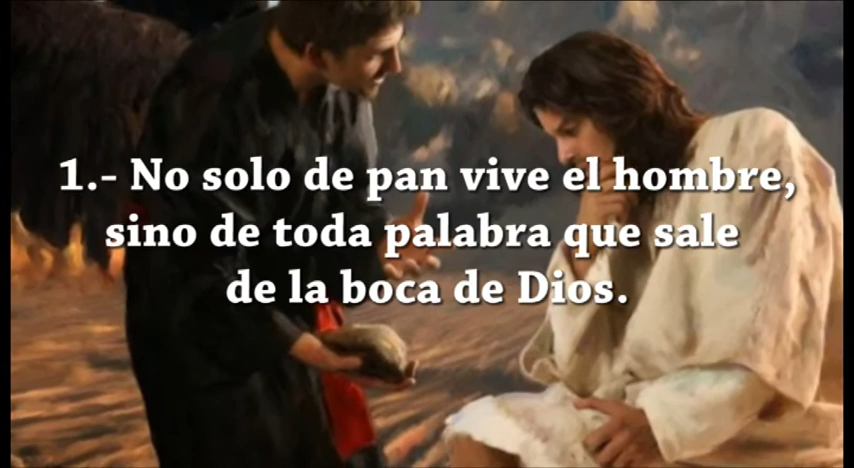 1.- No solo de pan vive el hombre,
sino de toda palabra que sale
de la boca de Dios.